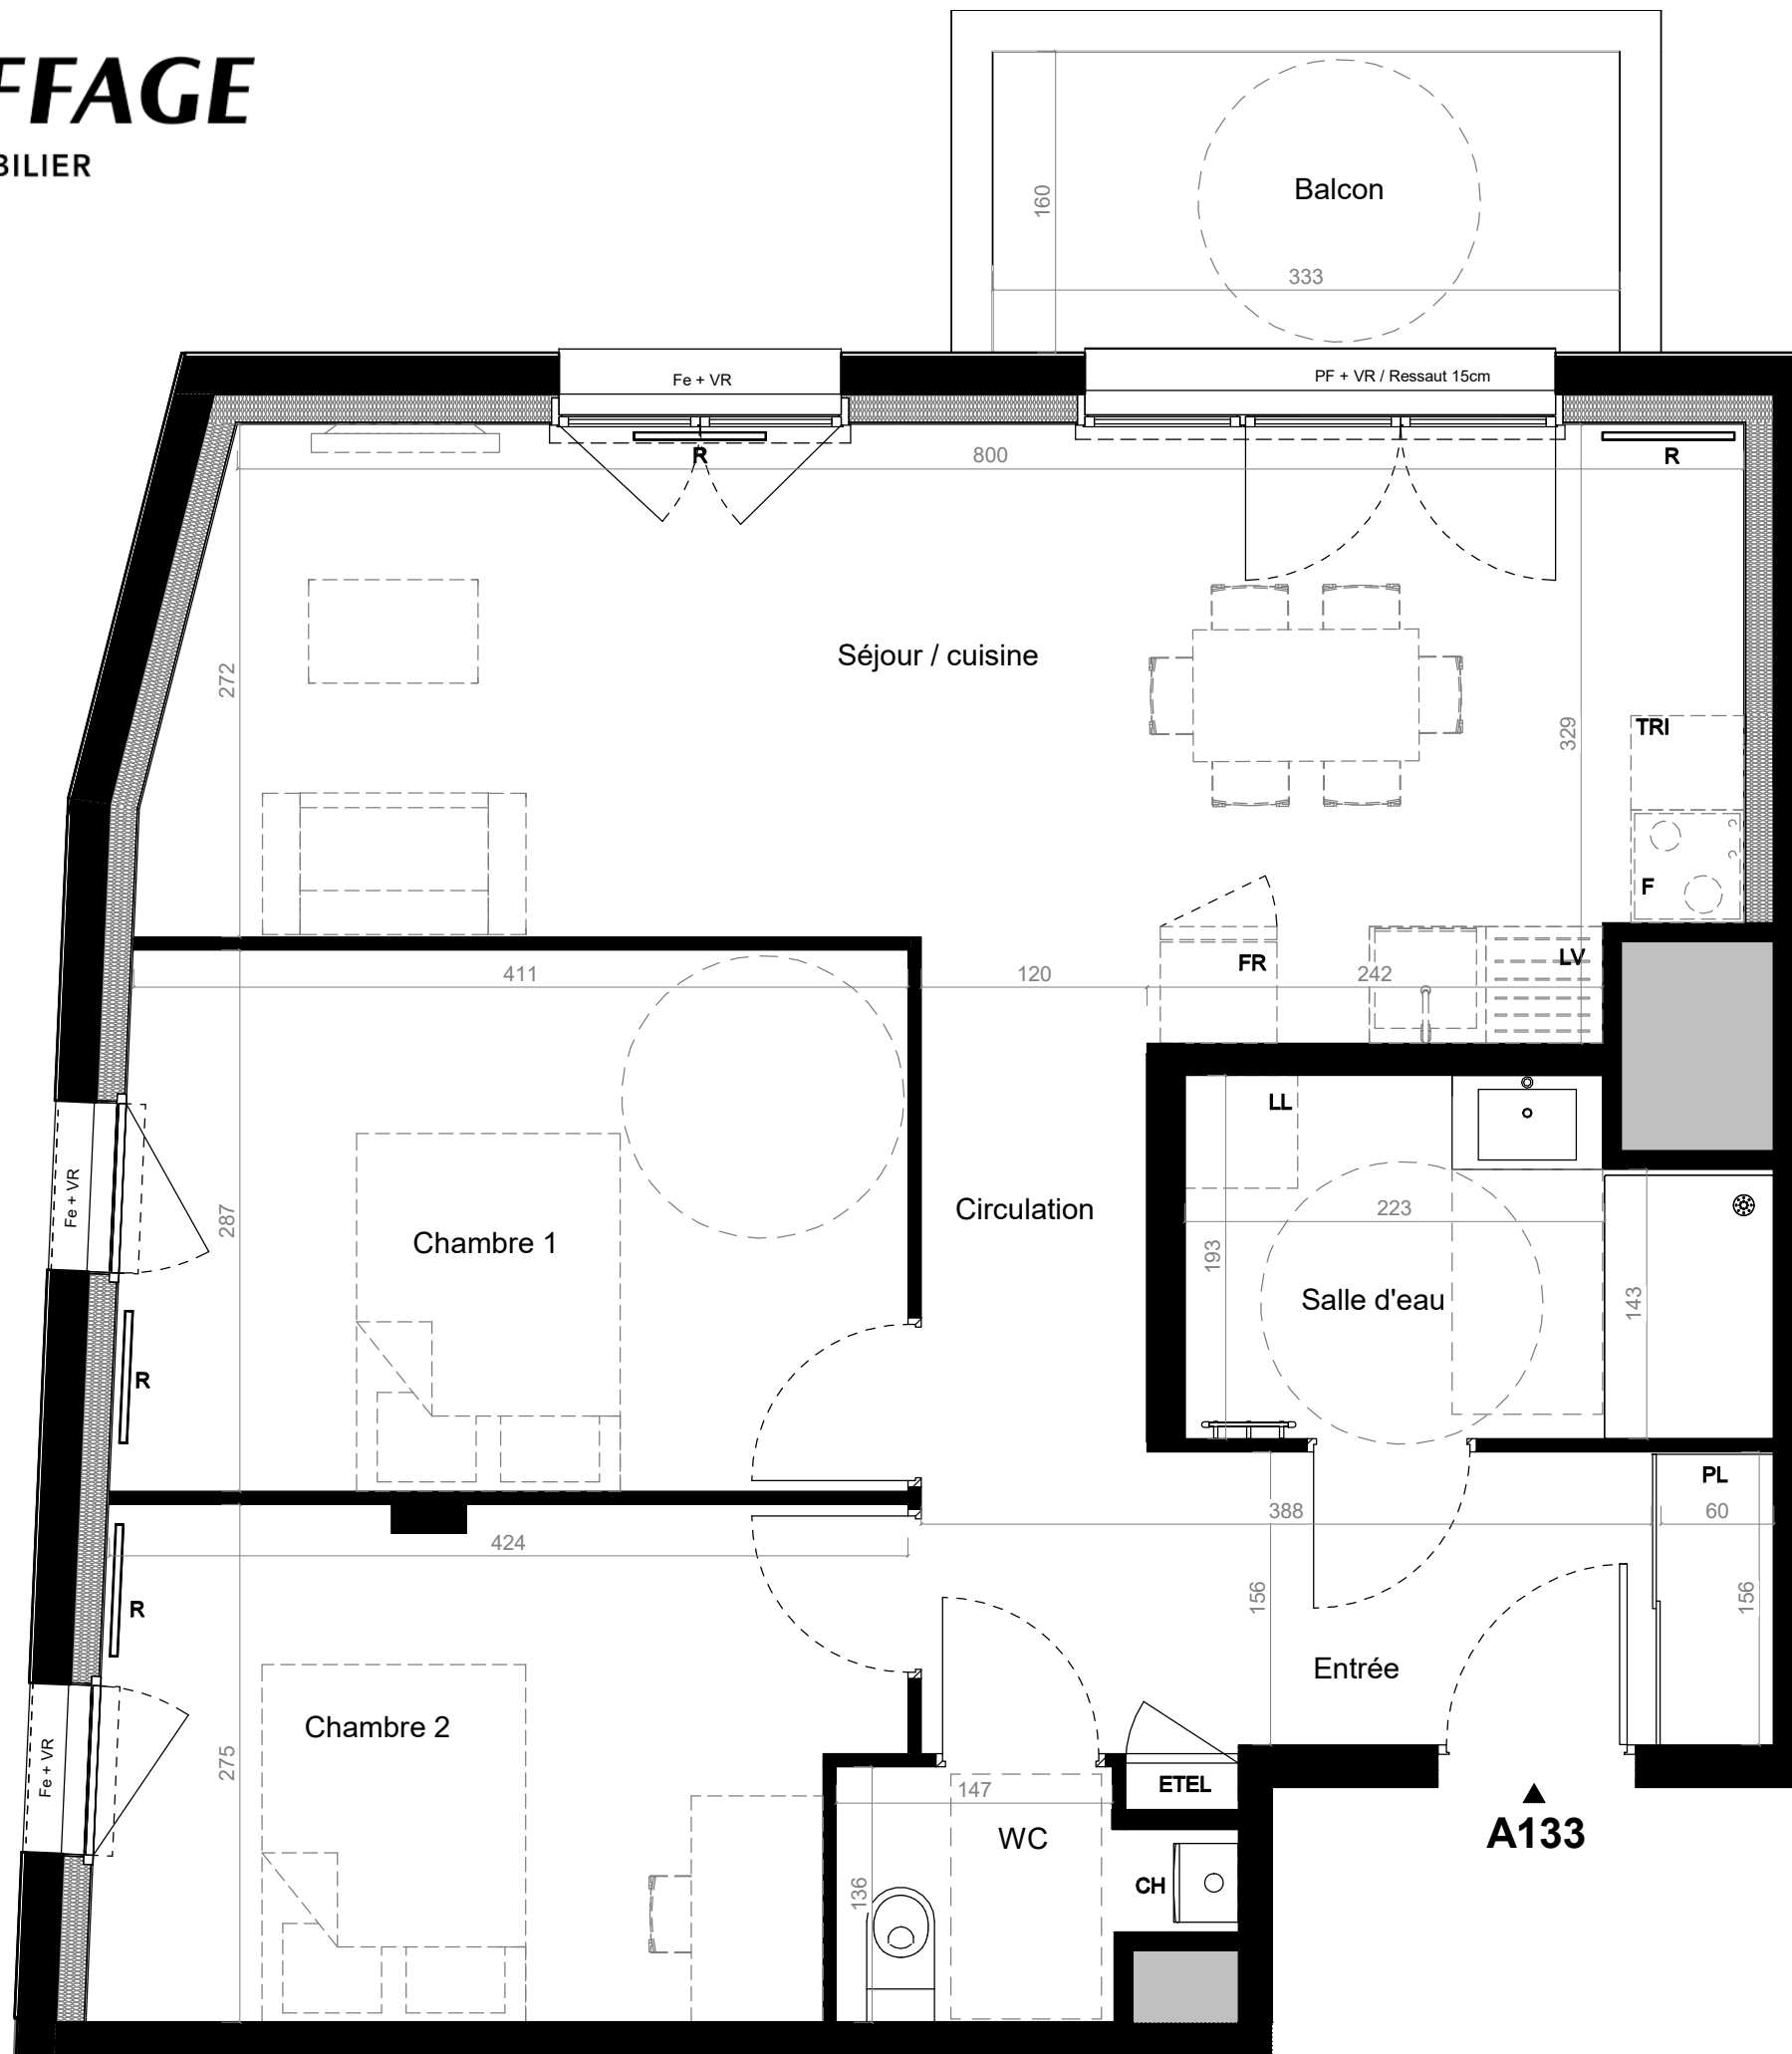 FFAGE
BILIER
Balcon
160
333
Fe + VR
PF + VR / Ressaut 15cm
R
800
R
Séjour / cuisine
272
329
TRI
F
FR
LV
411
120
242
LL
Fe + VR
287
Chambre 1
Circulation
223
193
Salle d'eau
143
R
PL
388
60
424
R
156
156
Entrée
Chambre 2
Fe + VR
275
ETEL
147
WC
A133
136
CH